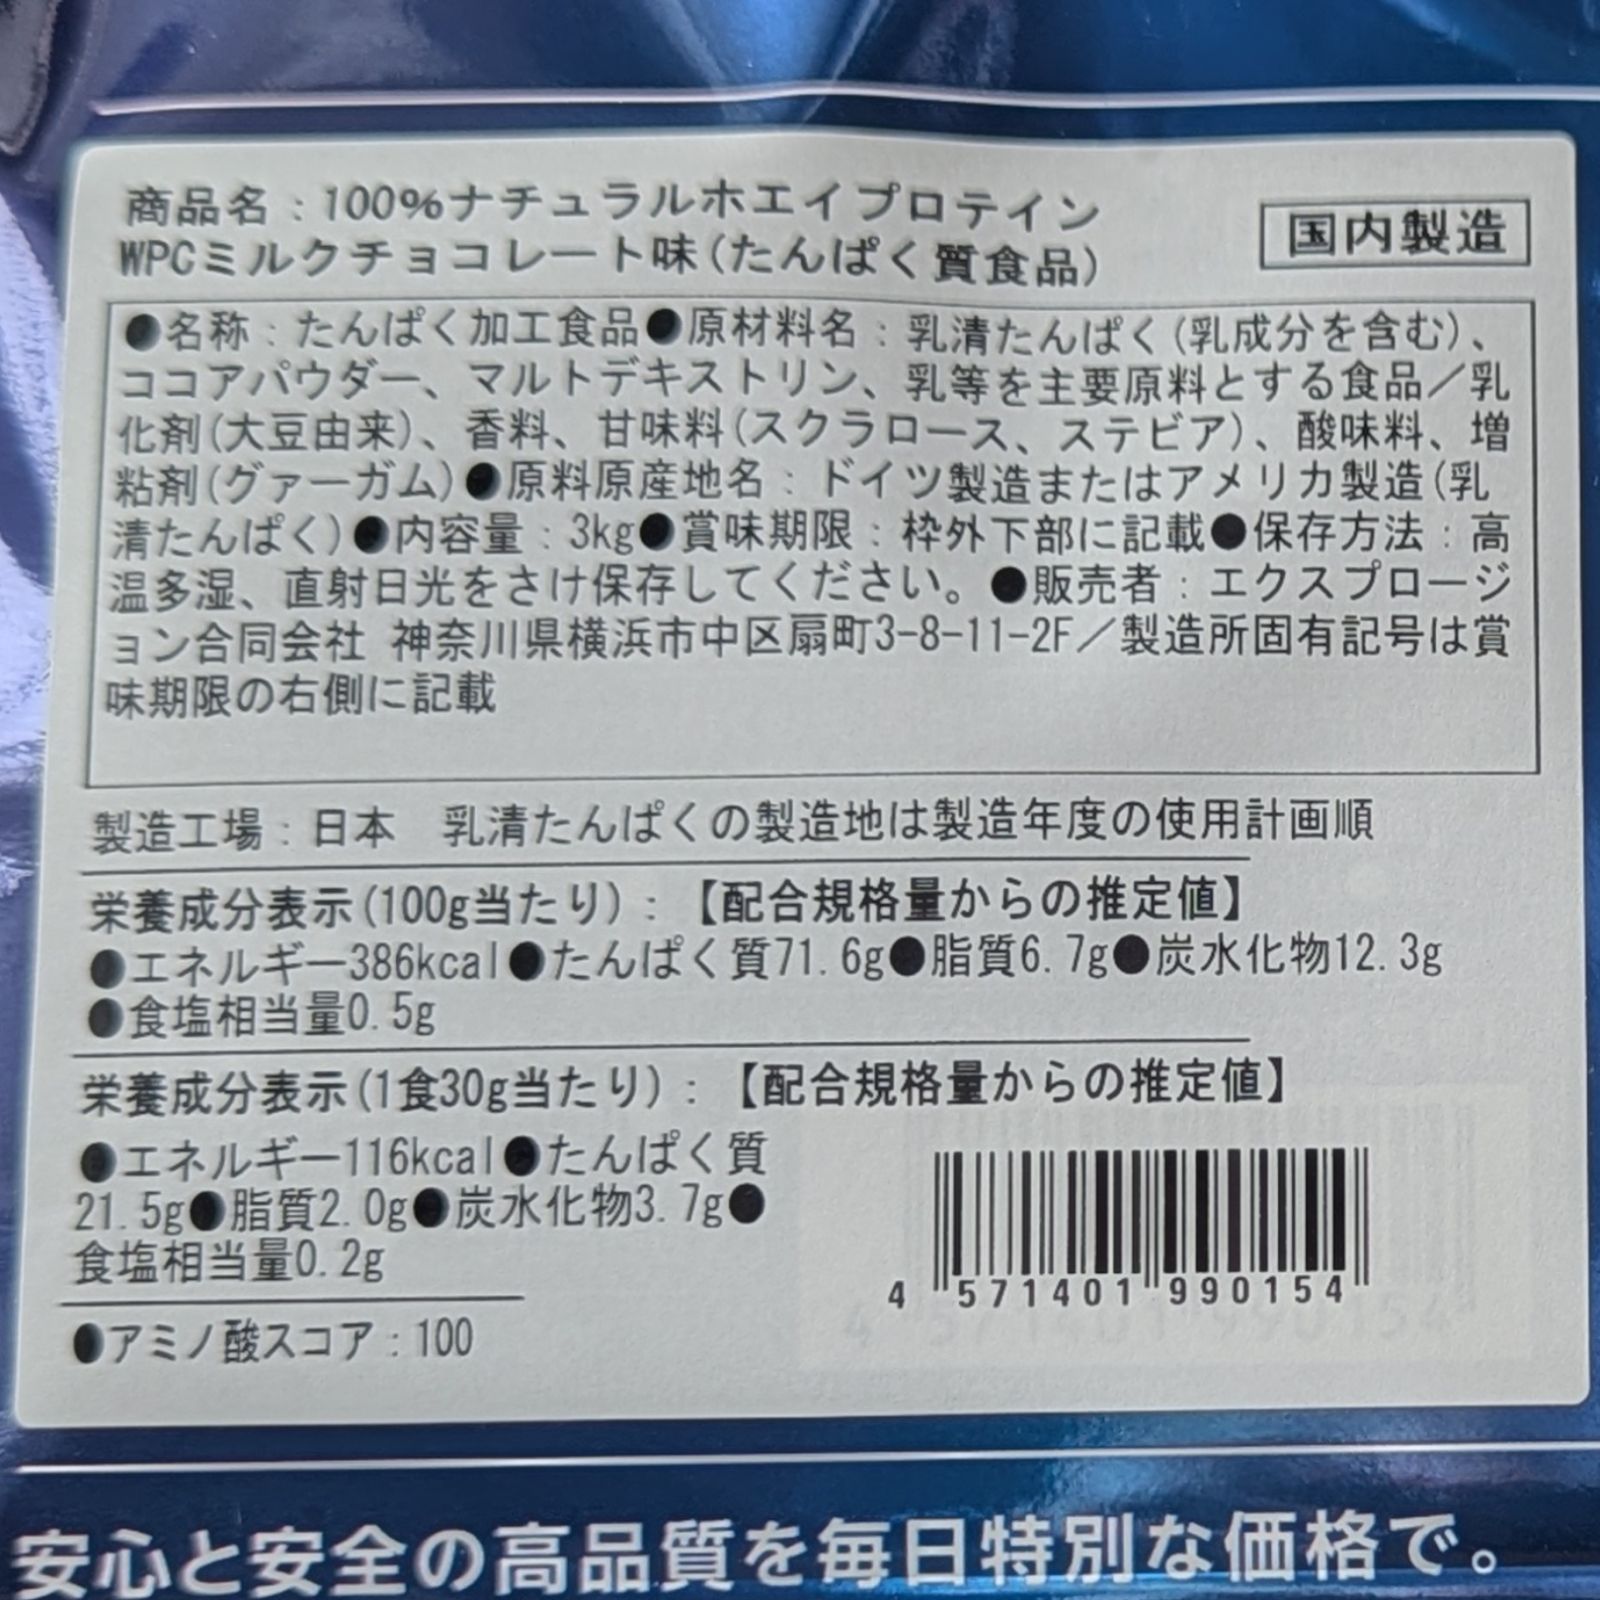 商品名：100%ナチュラルホエイプロテイン
WPCミルクチョコレート味(たんぱく質食品)
国内製造
●名称：たんぱく加工食品●原材料名：乳清たんぱく(乳成分を含む)、
ココアパウダー、マルトデキストリン、乳等を主要原料とする食品／乳
化剤(大豆由来)、香料、甘味料(スクラロース、ステビア)、酸味料、増
粘剤(グァーガム)●原料原産地名：ドイツ製造またはアメリカ製造(乳
清たんぱく)●内容量：3kg●賞味期限：枠外下部に記載●保存方法：高
温多湿、直射日光をさけ保存してください。●販売者：エクスプロージ
ョン合同会社 神奈川県横浜市中区扇町3-8-11-2F／製造所固有記号は賞
味期限の右側に記載
製造工場：日本　乳清たんぱくの製造地は製造年度の使用計画順
栄養成分表示(100g当たり)：【配合規格量からの推定値】
●エネルギー386kcal●たんぱく質71.6g●脂質6.7g●炭水化物12.3g
●食塩相当量0.5g
栄養成分表示(1食30g当たり)：【配合規格量からの推定値】
●エネルギー116kcal●たんぱく質
21.5g●脂質2.0g●炭水化物3.7g●
食塩相当量0.2g
●アミノ酸スコア：100
4 571401 990154
安心と安全の高品質を毎日特別な価格で。